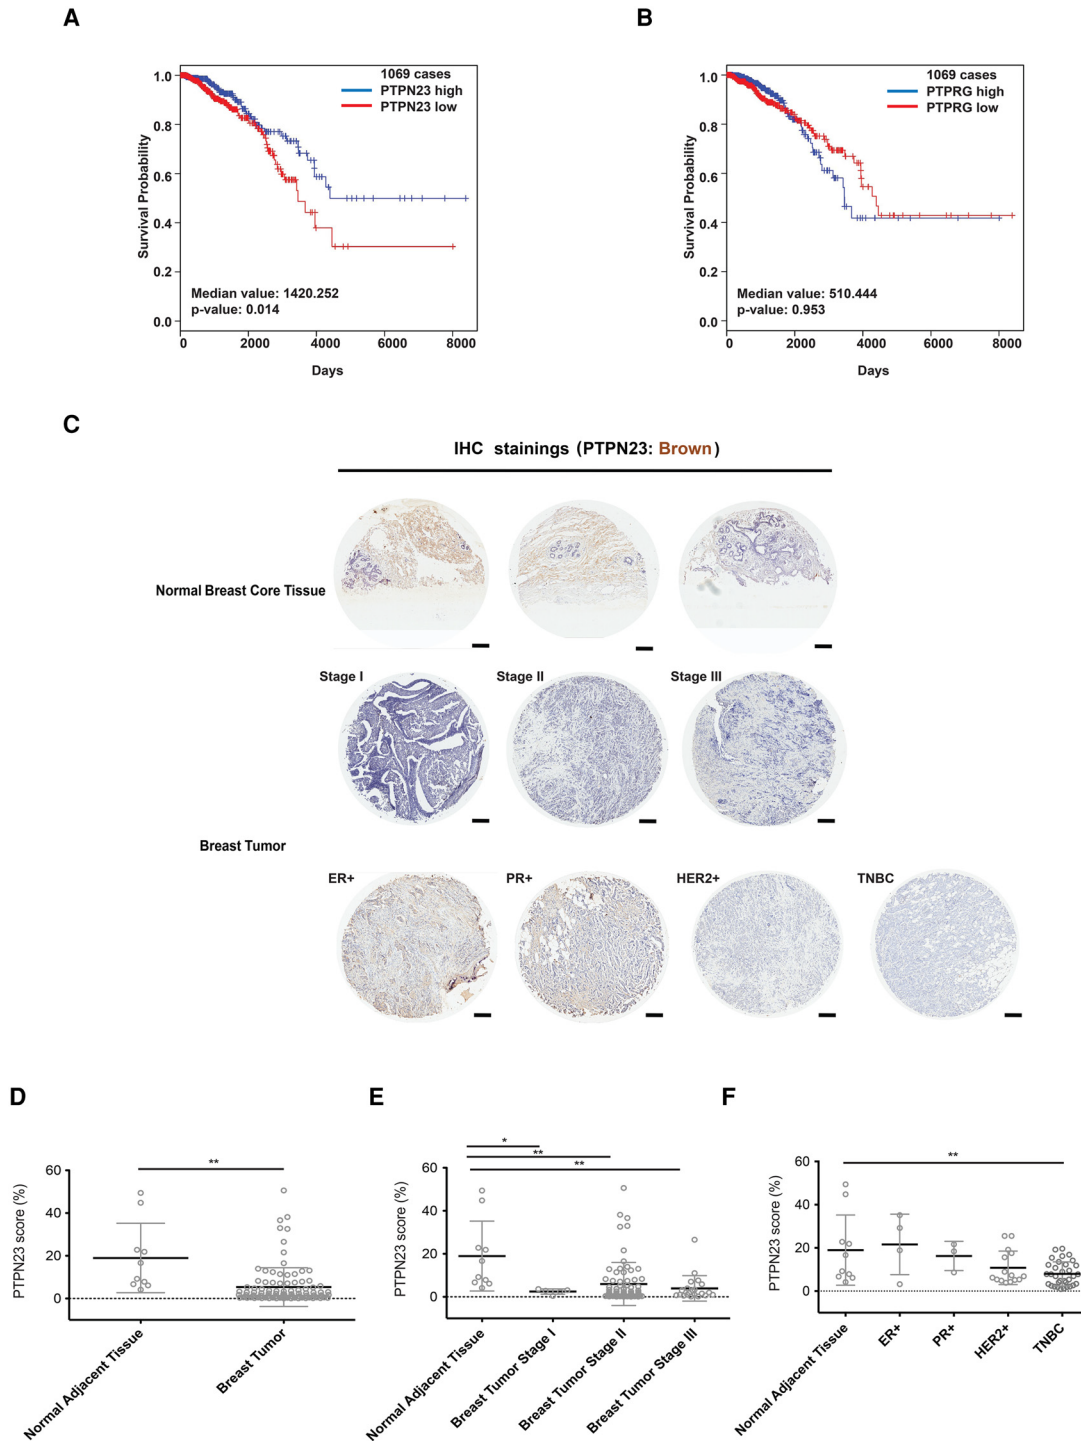 A
1069 cases
PTPN23 high
PTPN23 low
Survival Probability
1.0
0.8
0.6
0.4
0.2
0.0
Median value: 1420.252
p-value: 0.014
0 2000 4000 6000 8000
Days
B
1069 cases
PTPRG high
PTPRG low
Survival Probability
1.0
0.8
0.6
0.4
0.2
0.0
Median value: 510.444
p-value: 0.953
0 2000 4000 6000 8000
Days
C
IHC stainings (PTPN23: Brown)
Normal Breast Core Tissue
Stage I Stage II Stage III
Breast Tumor
ER+ PR+ HER2+ TNBC
D
PTPN23 score (%)
60
40
20
0
**
Normal Adjacent Tissue
Breast Tumor
E
PTPN23 score (%)
60
40
20
0
*
**
**
Normal Adjacent Tissue
Breast Tumor Stage I
Breast Tumor Stage II
Breast Tumor Stage III
F
PTPN23 score (%)
60
40
20
0
**
Normal Adjacent Tissue
ER+
PR+
HER2+
TNBC